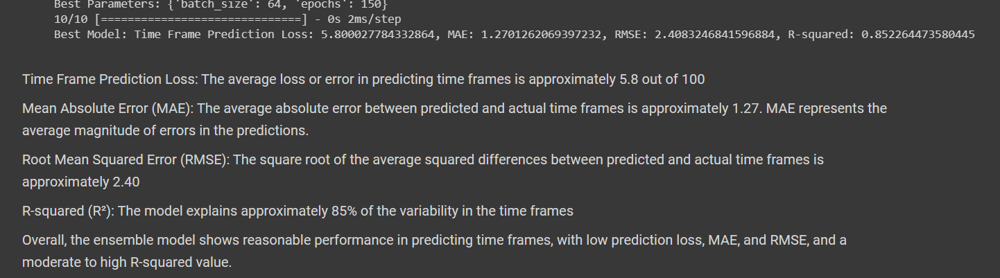 Best Parameters: {'batch_size': 64, 'epochs': 150}
10/10 [==============================] - 0s 2ms/step
Best Model: Time Frame Prediction Loss: 5.800027784332864, MAE: 1.2701262069397232, RMSE: 2.4083246841596884, R-squared: 0.852264473580445
Time Frame Prediction Loss: The average loss or error in predicting time frames is approximately 5.8 out of 100
Mean Absolute Error (MAE): The average absolute error between predicted and actual time frames is approximately 1.27. MAE represents the
average magnitude of errors in the predictions.
Root Mean Squared Error (RMSE): The square root of the average squared differences between predicted and actual time frames is
approximately 2.40
R-squared (R²): The model explains approximately 85% of the variability in the time frames
Overall, the ensemble model shows reasonable performance in predicting time frames, with low prediction loss, MAE, and RMSE, and a
moderate to high R-squared value.